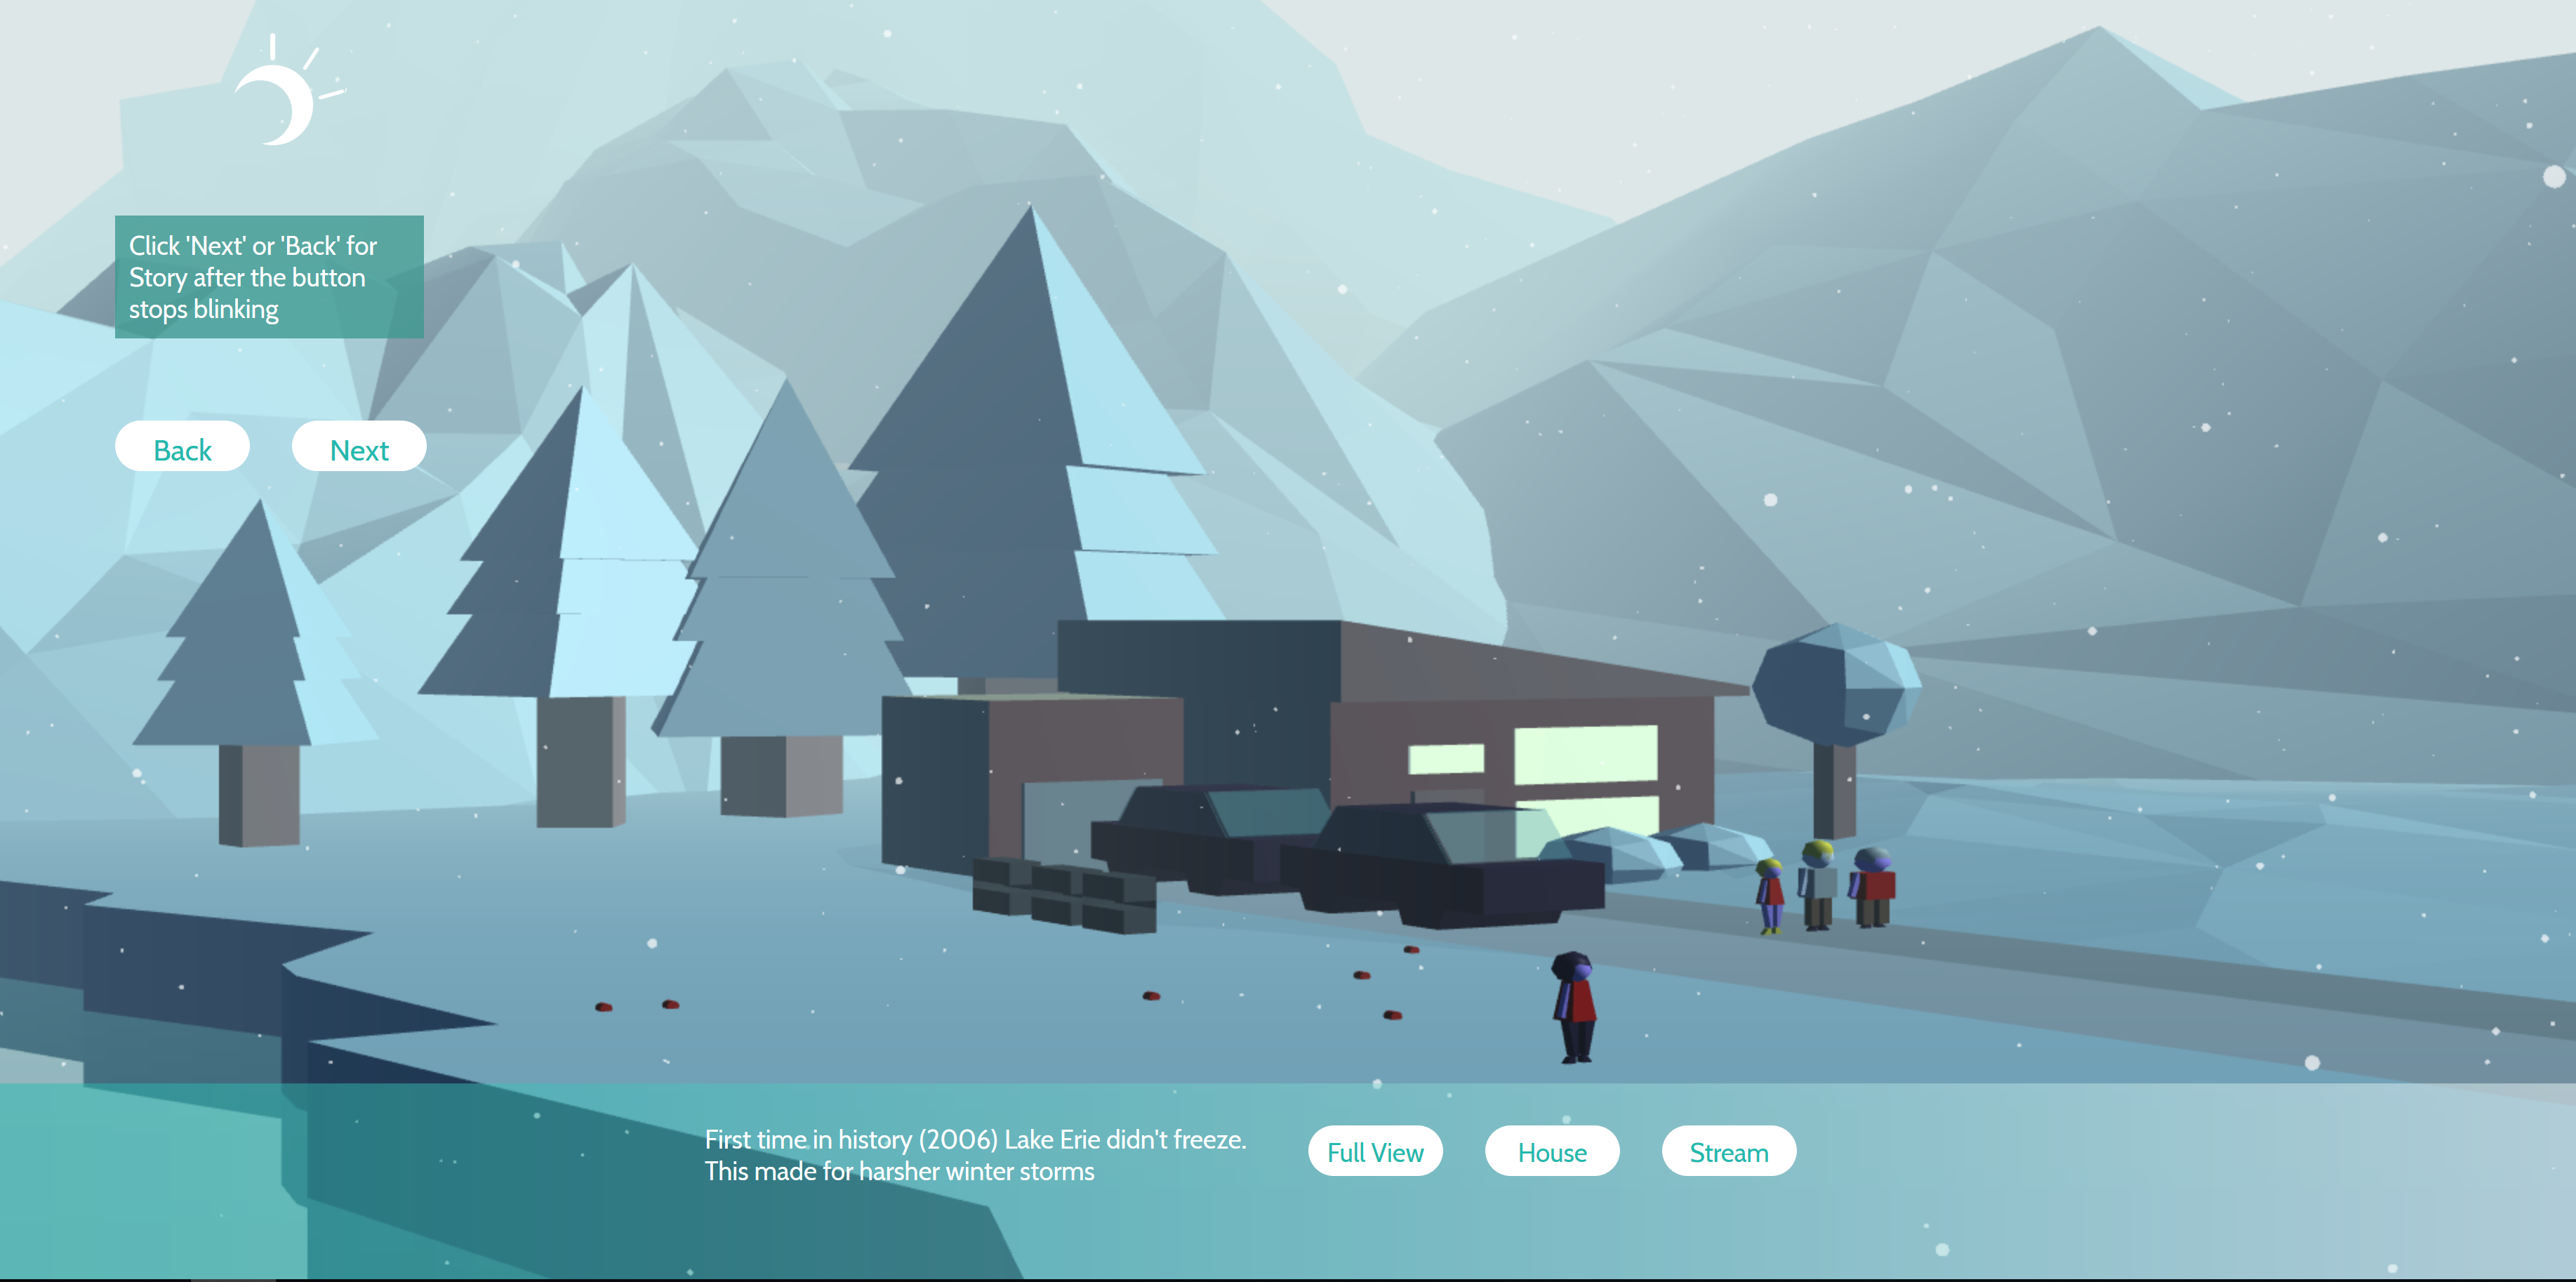 Click 'Next' or 'Back' for
Story after the button
stops blinking
Back
Next
First time in history (2006) Lake Erie didn't freeze.
This made for harsher winter storms
Full View
House
Stream